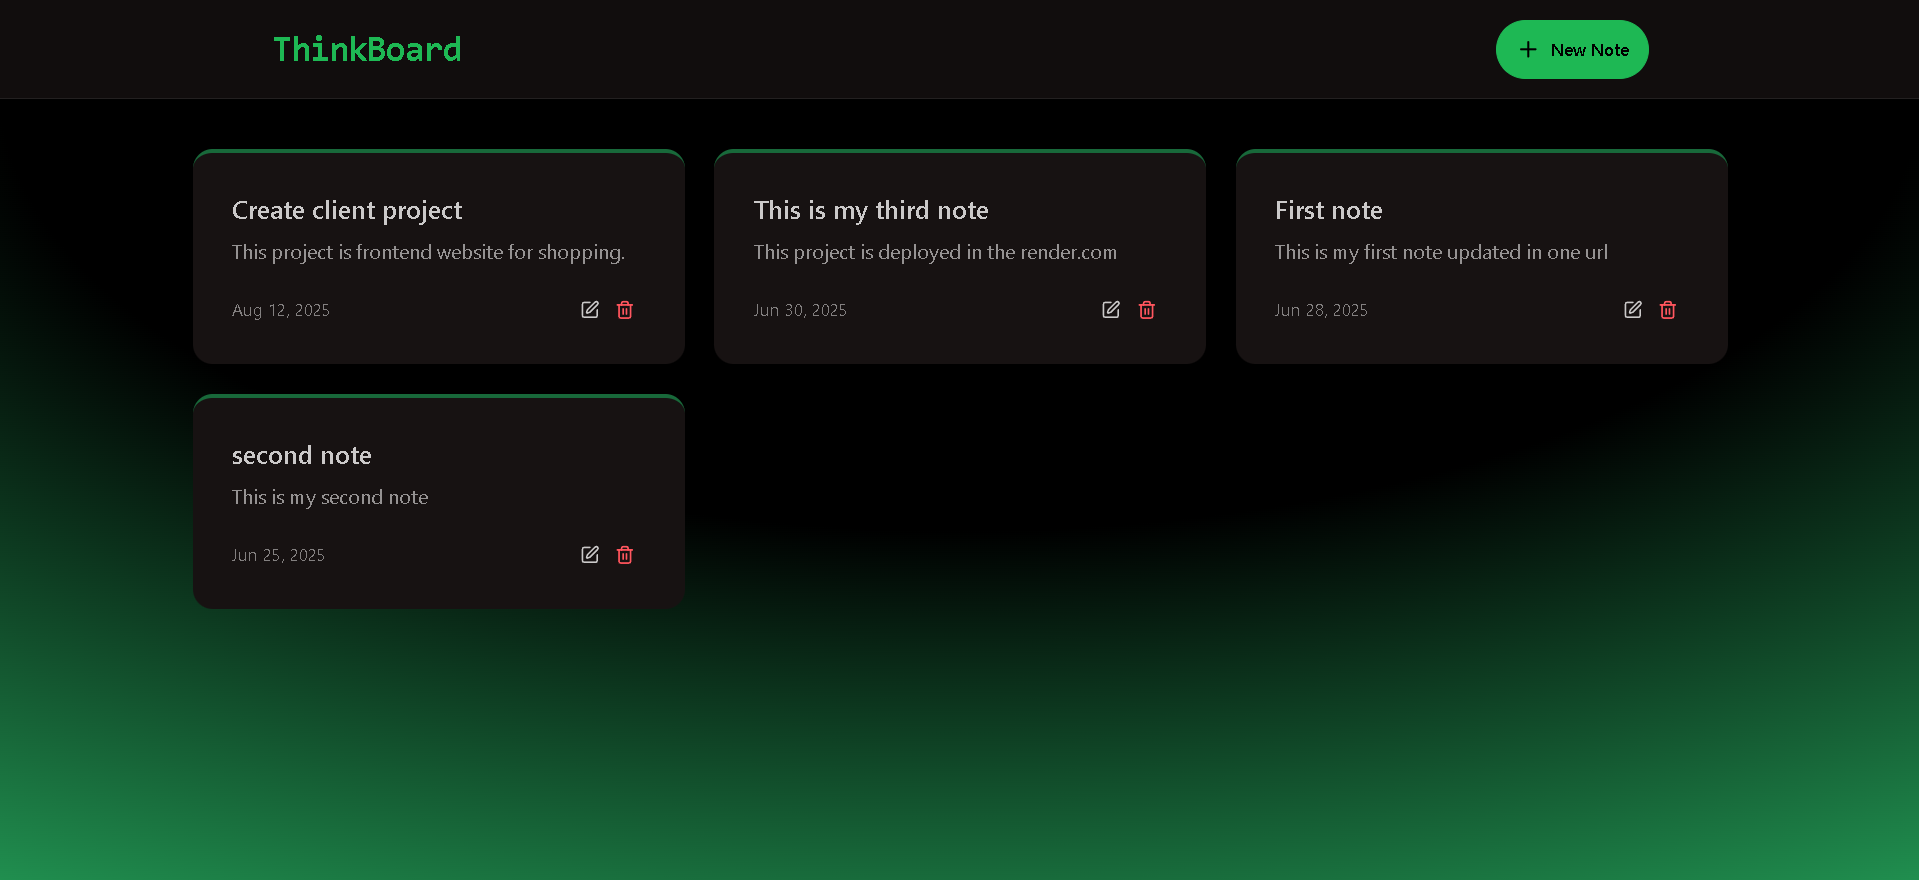 ThinkBoard
New Note
Create client project
This project is frontend website for shopping.
Aug 12, 2025
This is my third note
This project is deployed in the render.com
Jun 30, 2025
First note
This is my first note updated in one url
Jun 28, 2025
second note
This is my second note
Jun 25, 2025